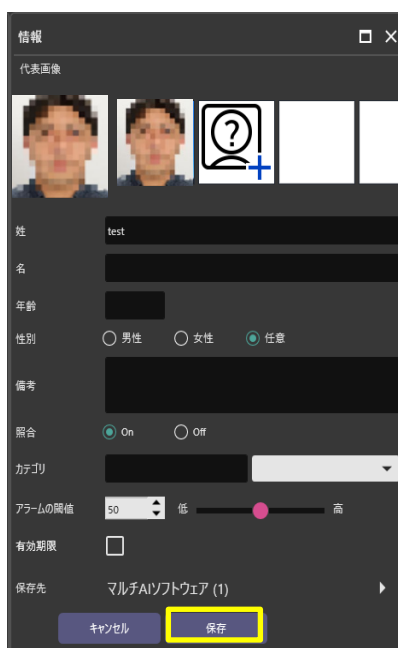 情報
代表画像
姓 test
名
年齢
性別 男性 女性 任意
備考
照合 On Off
カテゴリ
アラームの閾値 50 低 高
有効期限
保存先 マルチAIソフトウェア (1)
キャンセル 保存